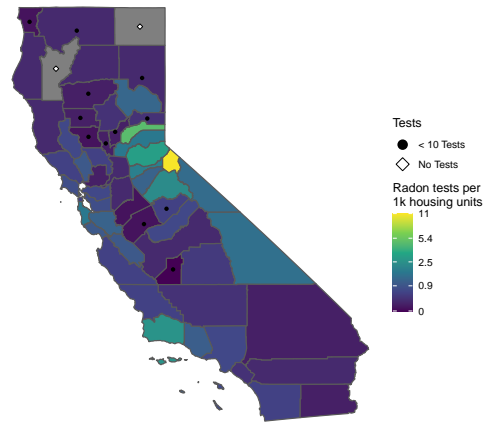 Tests
< 10 Tests
No Tests
Radon tests per
1k housing units
11
5.4
2.5
0.9
0